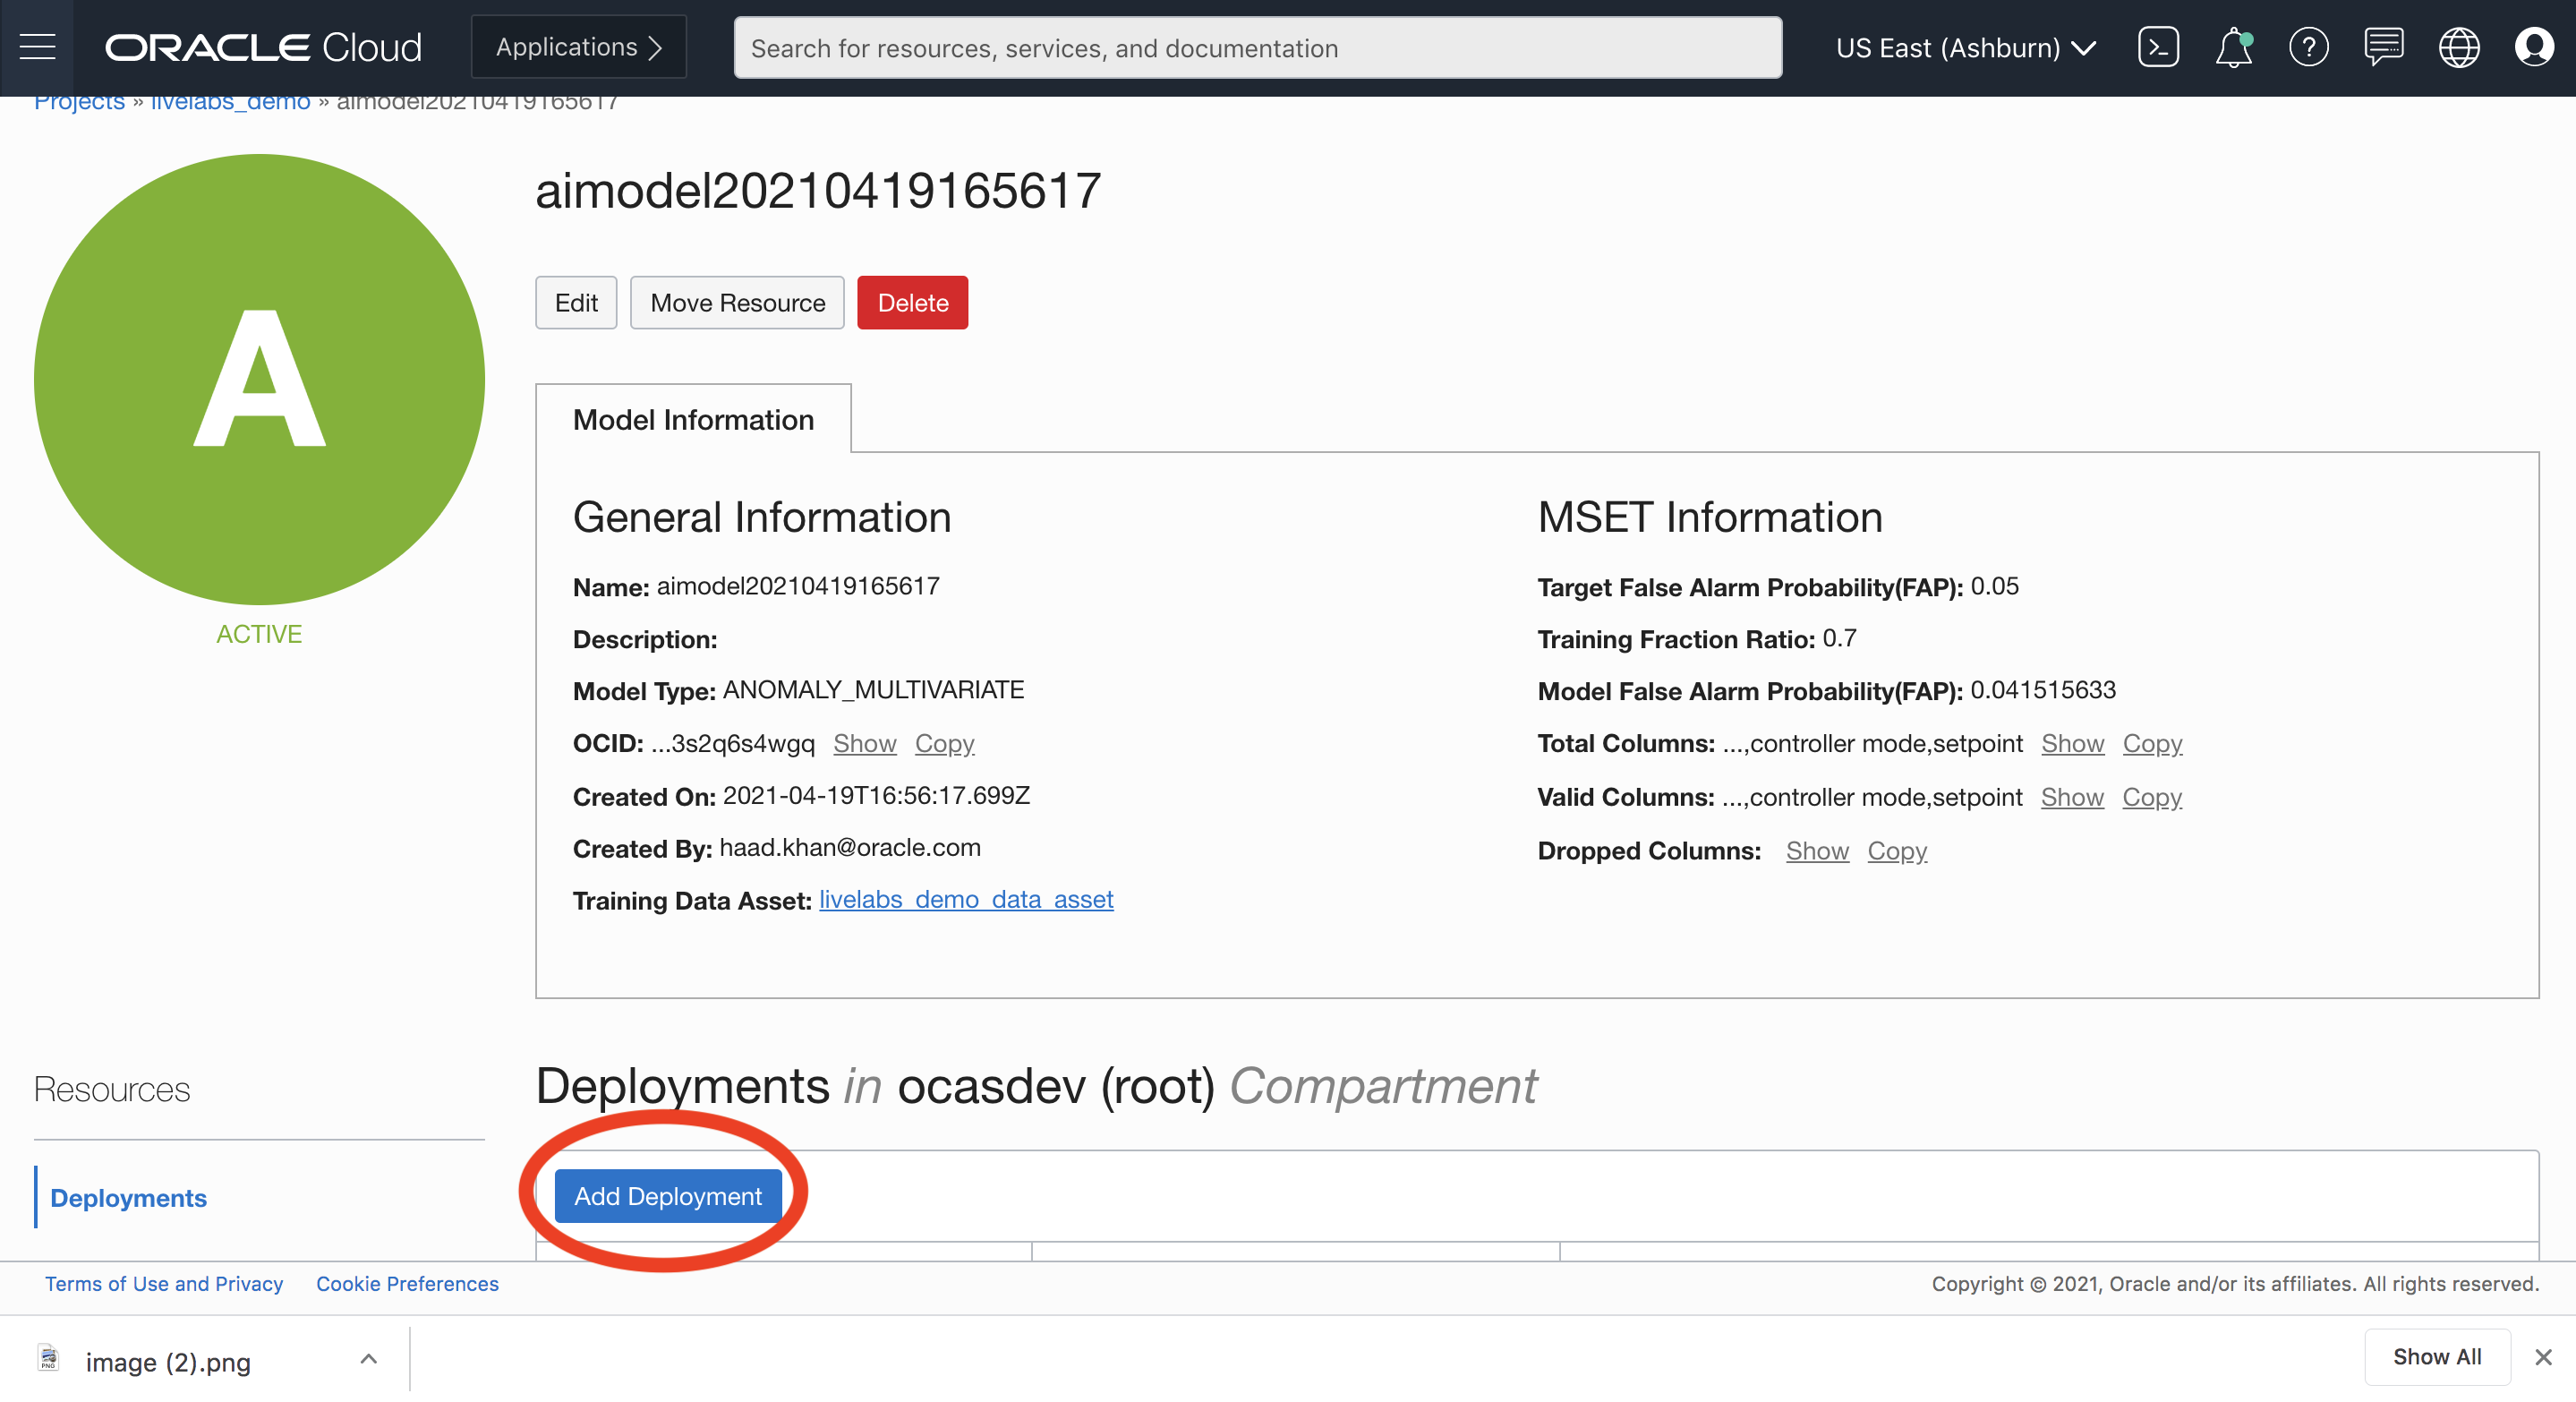 ORACLE Cloud
Applications
Search for resources, services, and documentation
US East (Ashburn)
Projects » livelabs_demo » aimodel20210419165617
A
ACTIVE
aimodel20210419165617
Edit
Move Resource
Delete
Model Information
General Information
Name: aimodel20210419165617
Description:
Model Type: ANOMALY_MULTIVARIATE
OCID: ...3s2q6s4wgq Show Copy
Created On: 2021-04-19T16:56:17.699Z
Created By: haad.khan@oracle.com
Training Data Asset: livelabs_demo_data_asset
MSET Information
Target False Alarm Probability(FAP): 0.05
Training Fraction Ratio: 0.7
Model False Alarm Probability(FAP): 0.041515633
Total Columns: ...,controller mode,setpoint Show Copy
Valid Columns: ...,controller mode,setpoint Show Copy
Dropped Columns: Show Copy
Resources
Deployments
Deployments in ocasdev (root) Compartment
Add Deployment
Terms of Use and Privacy
Cookie Preferences
Copyright © 2021, Oracle and/or its affiliates. All rights reserved.
PNG
image (2).png
Show All